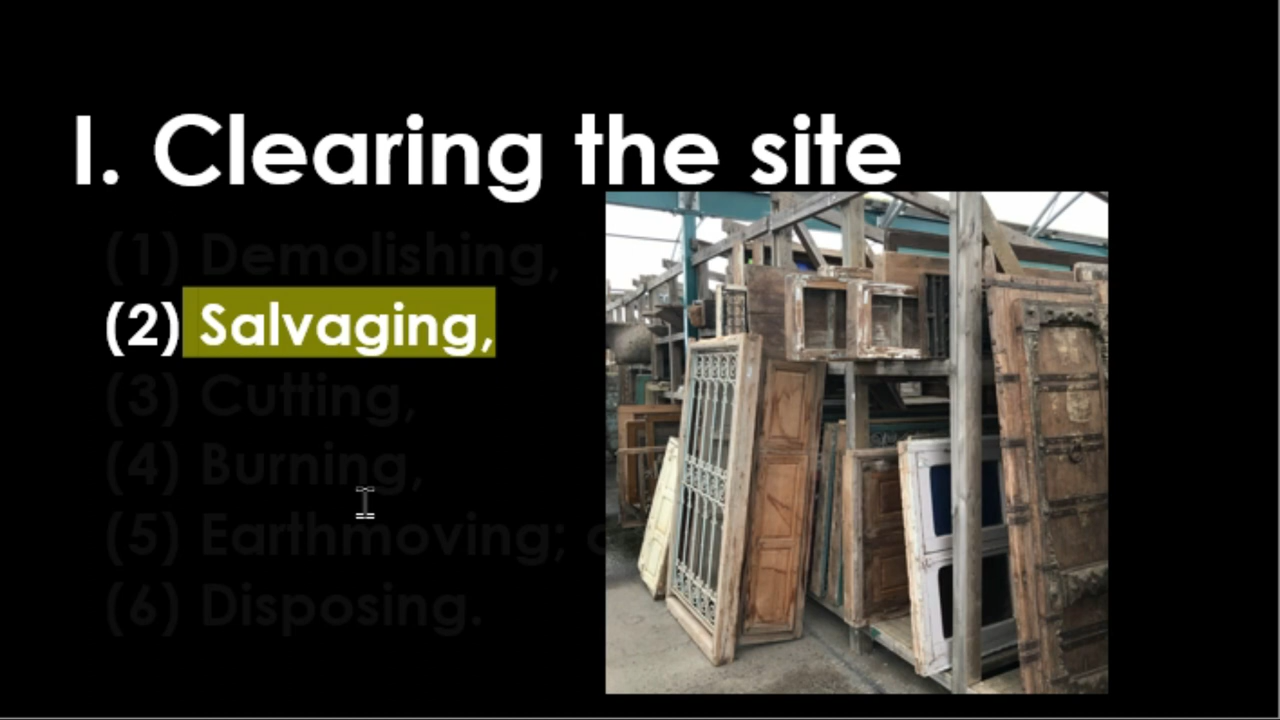 I. Clearing the site
(1) Demolishing,
(2) Salvaging,
(3) Cutting,
(4) Burning,
(5) Earthmoving;
(6) Disposing.